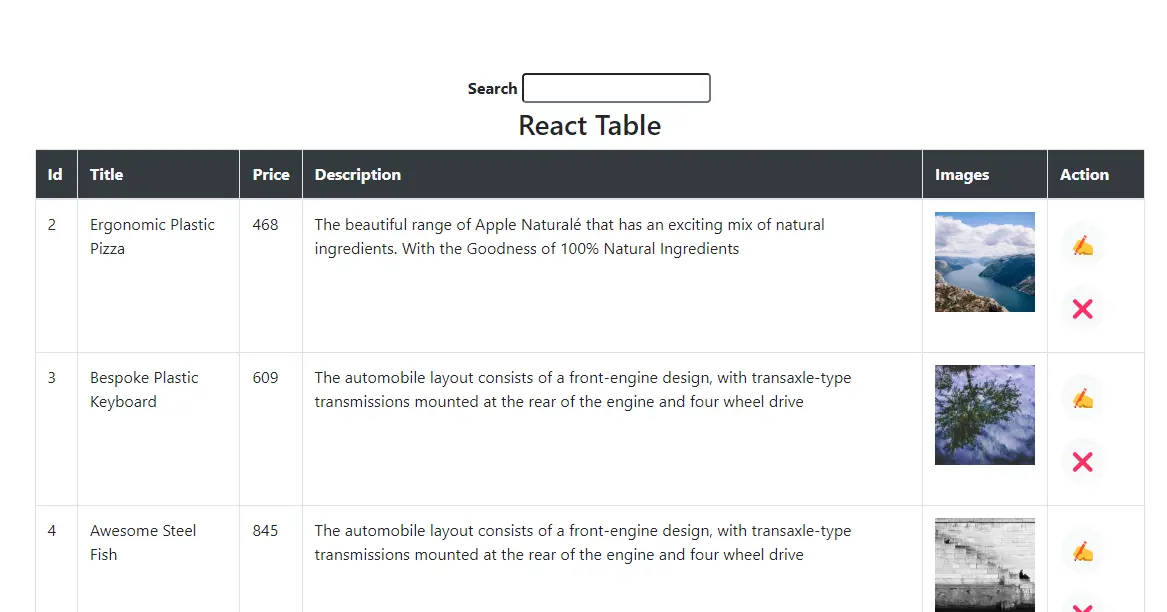 Search
React Table
Id Title Price Description Images Action
2 Ergonomic Plastic 468 The beautiful range of Apple Naturalé that has an exciting mix of natural
Pizza ingredients. With the Goodness of 100% Natural Ingredients
3 Bespoke Plastic 609 The automobile layout consists of a front-engine design, with transaxle-type
Keyboard transmissions mounted at the rear of the engine and four wheel drive
4 Awesome Steel 845 The automobile layout consists of a front-engine design, with transaxle-type
Fish transmissions mounted at the rear of the engine and four wheel drive